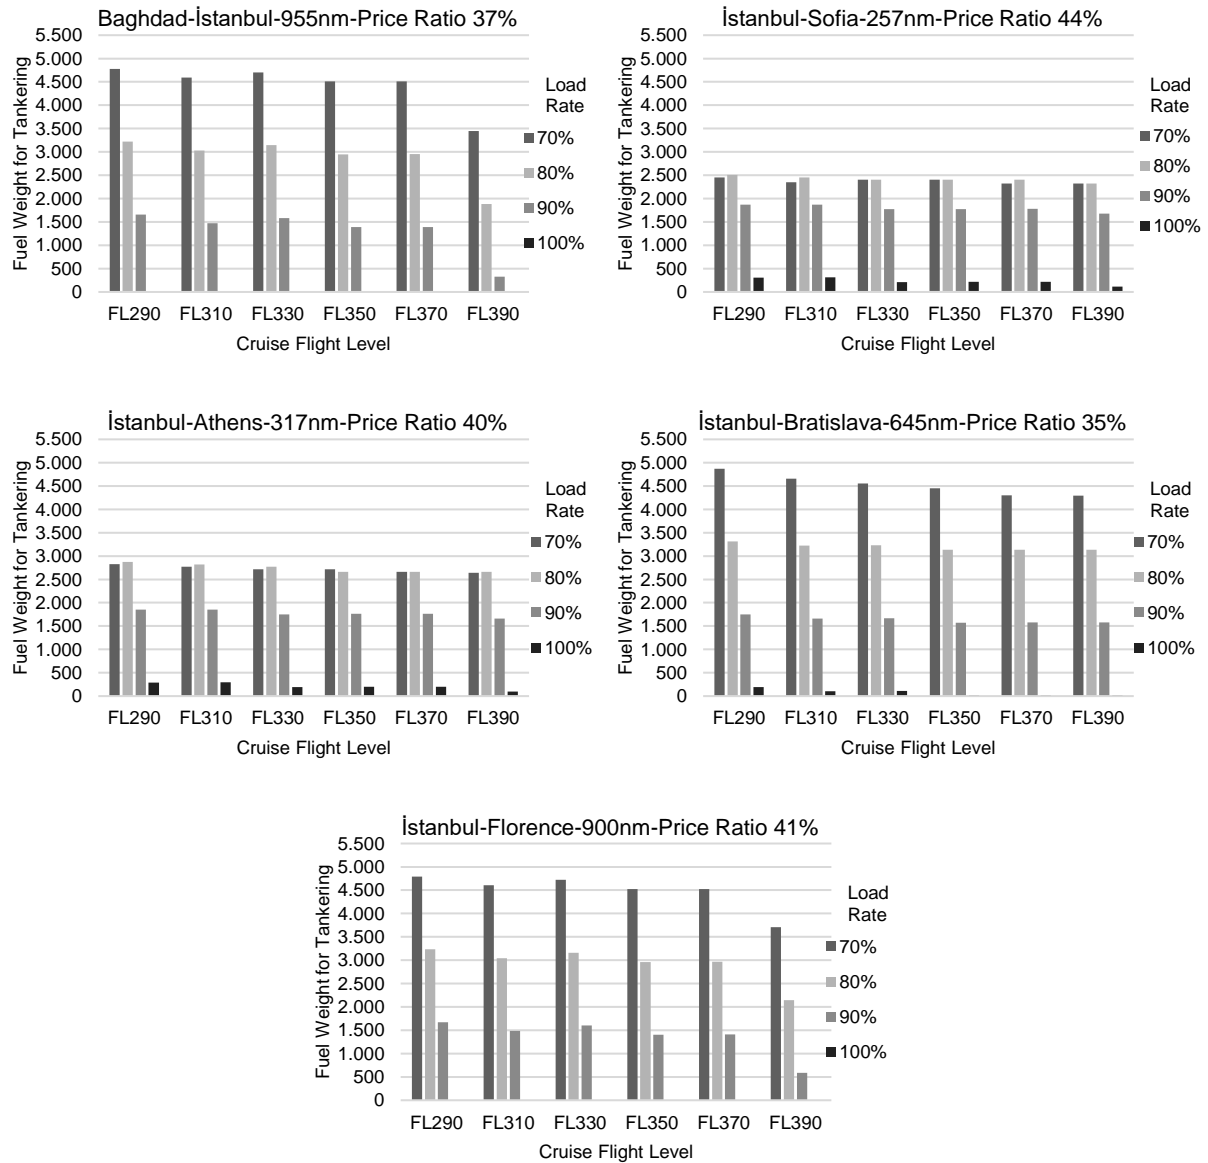 Baghdad-İstanbul-955nm-Price Ratio 37%
Fuel Weight for Tankering
5.500
5.000
4.500
4.000
3.500
3.000
2.500
2.000
1.500
1.000
500
0
FL290 FL310 FL330 FL350 FL370 FL390
Cruise Flight Level
Load
Rate
70%
80%
90%
100%
İstanbul-Sofia-257nm-Price Ratio 44%
Fuel Weight for Tankering
5.500
5.000
4.500
4.000
3.500
3.000
2.500
2.000
1.500
1.000
500
0
FL290 FL310 FL330 FL350 FL370 FL390
Cruise Flight Level
Load
Rate
70%
80%
90%
100%
İstanbul-Athens-317nm-Price Ratio 40%
Fuel Weight for Tankering
5.500
5.000
4.500
4.000
3.500
3.000
2.500
2.000
1.500
1.000
500
0
FL290 FL310 FL330 FL350 FL370 FL390
Cruise Flight Level
Load
Rate
70%
80%
90%
100%
İstanbul-Bratislava-645nm-Price Ratio 35%
Fuel Weight for Tankering
5.500
5.000
4.500
4.000
3.500
3.000
2.500
2.000
1.500
1.000
500
0
FL290 FL310 FL330 FL350 FL370 FL390
Cruise Flight Level
Load
Rate
70%
80%
90%
100%
İstanbul-Florence-900nm-Price Ratio 41%
Fuel Weight for Tankering
5.500
5.000
4.500
4.000
3.500
3.000
2.500
2.000
1.500
1.000
500
0
FL290 FL310 FL330 FL350 FL370 FL390
Cruise Flight Level
Load
Rate
70%
80%
90%
100%